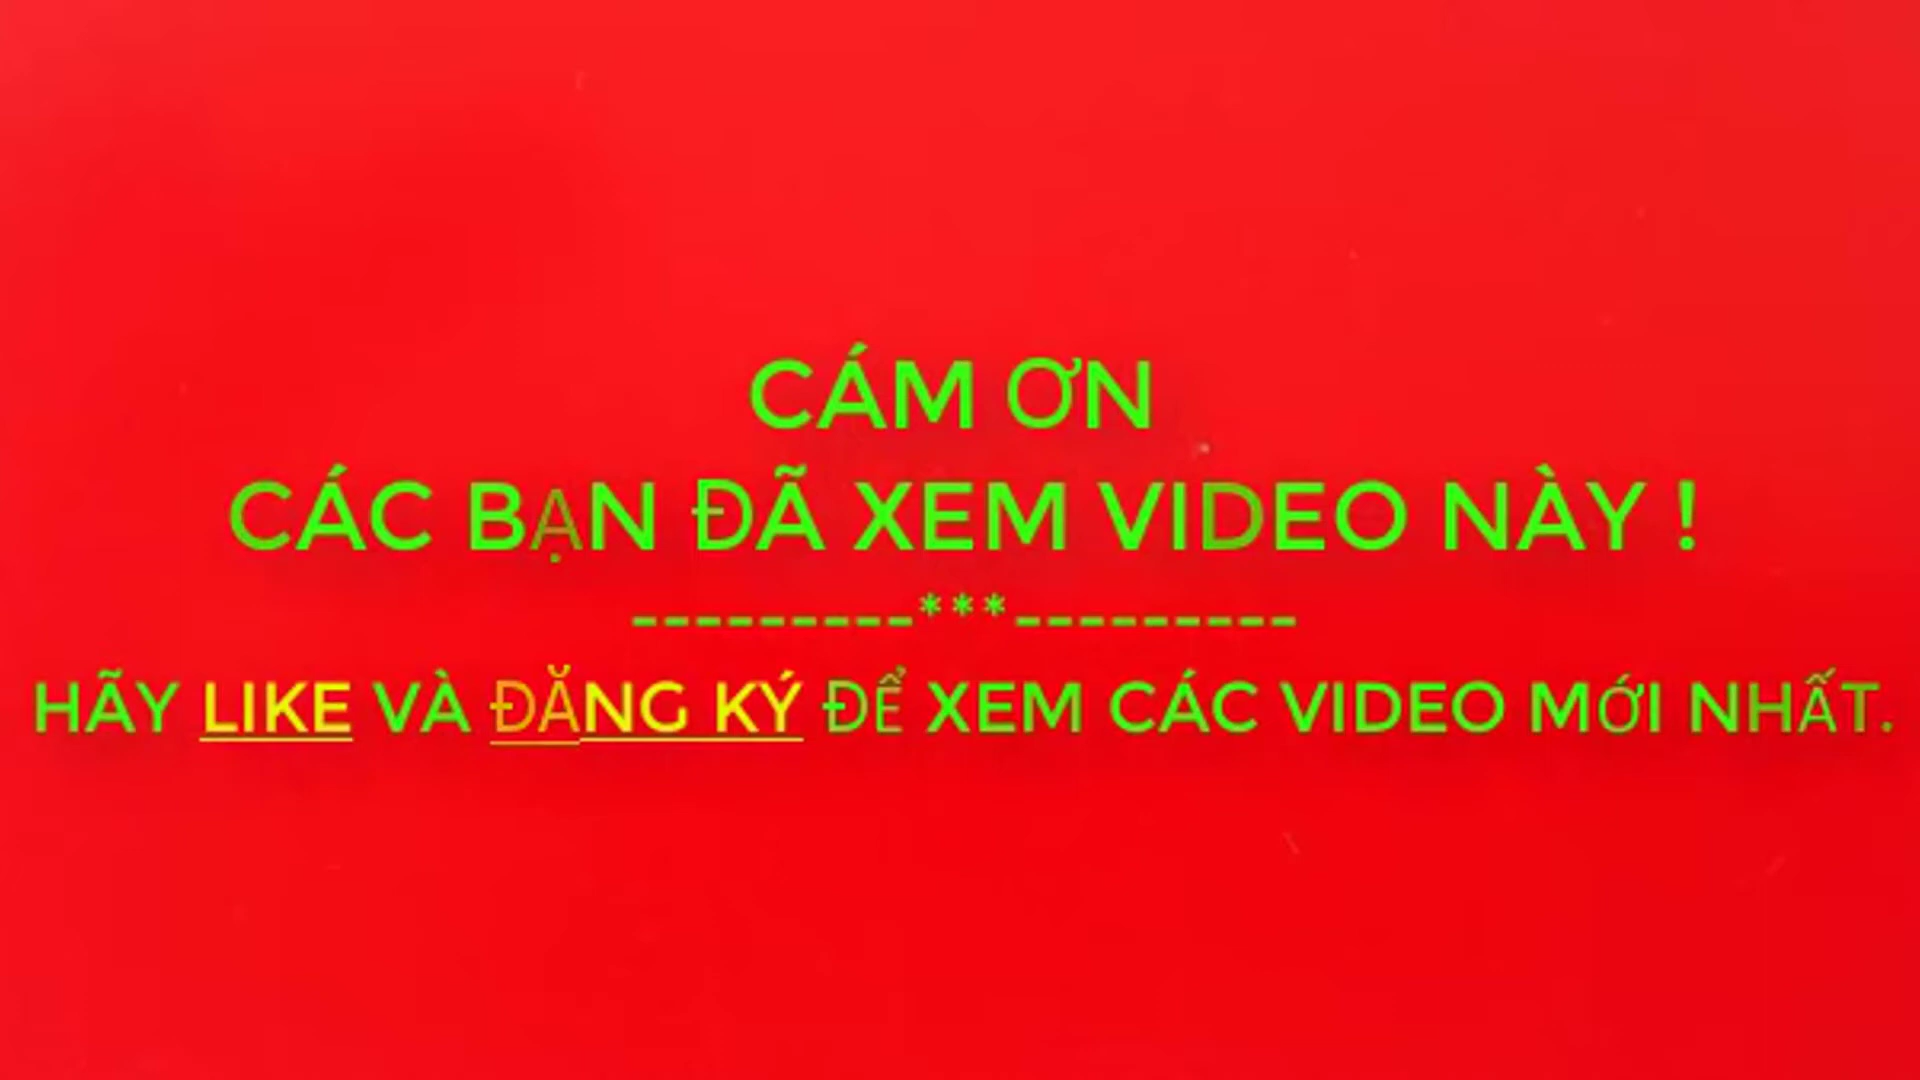 CÁM ƠN
CÁC BẠN ĐÃ XEM VIDEO NÀY !
---------***---------
HÃY LIKE VÀ ĐĂNG KÝ ĐỂ XEM CÁC VIDEO MỚI NHẤT.